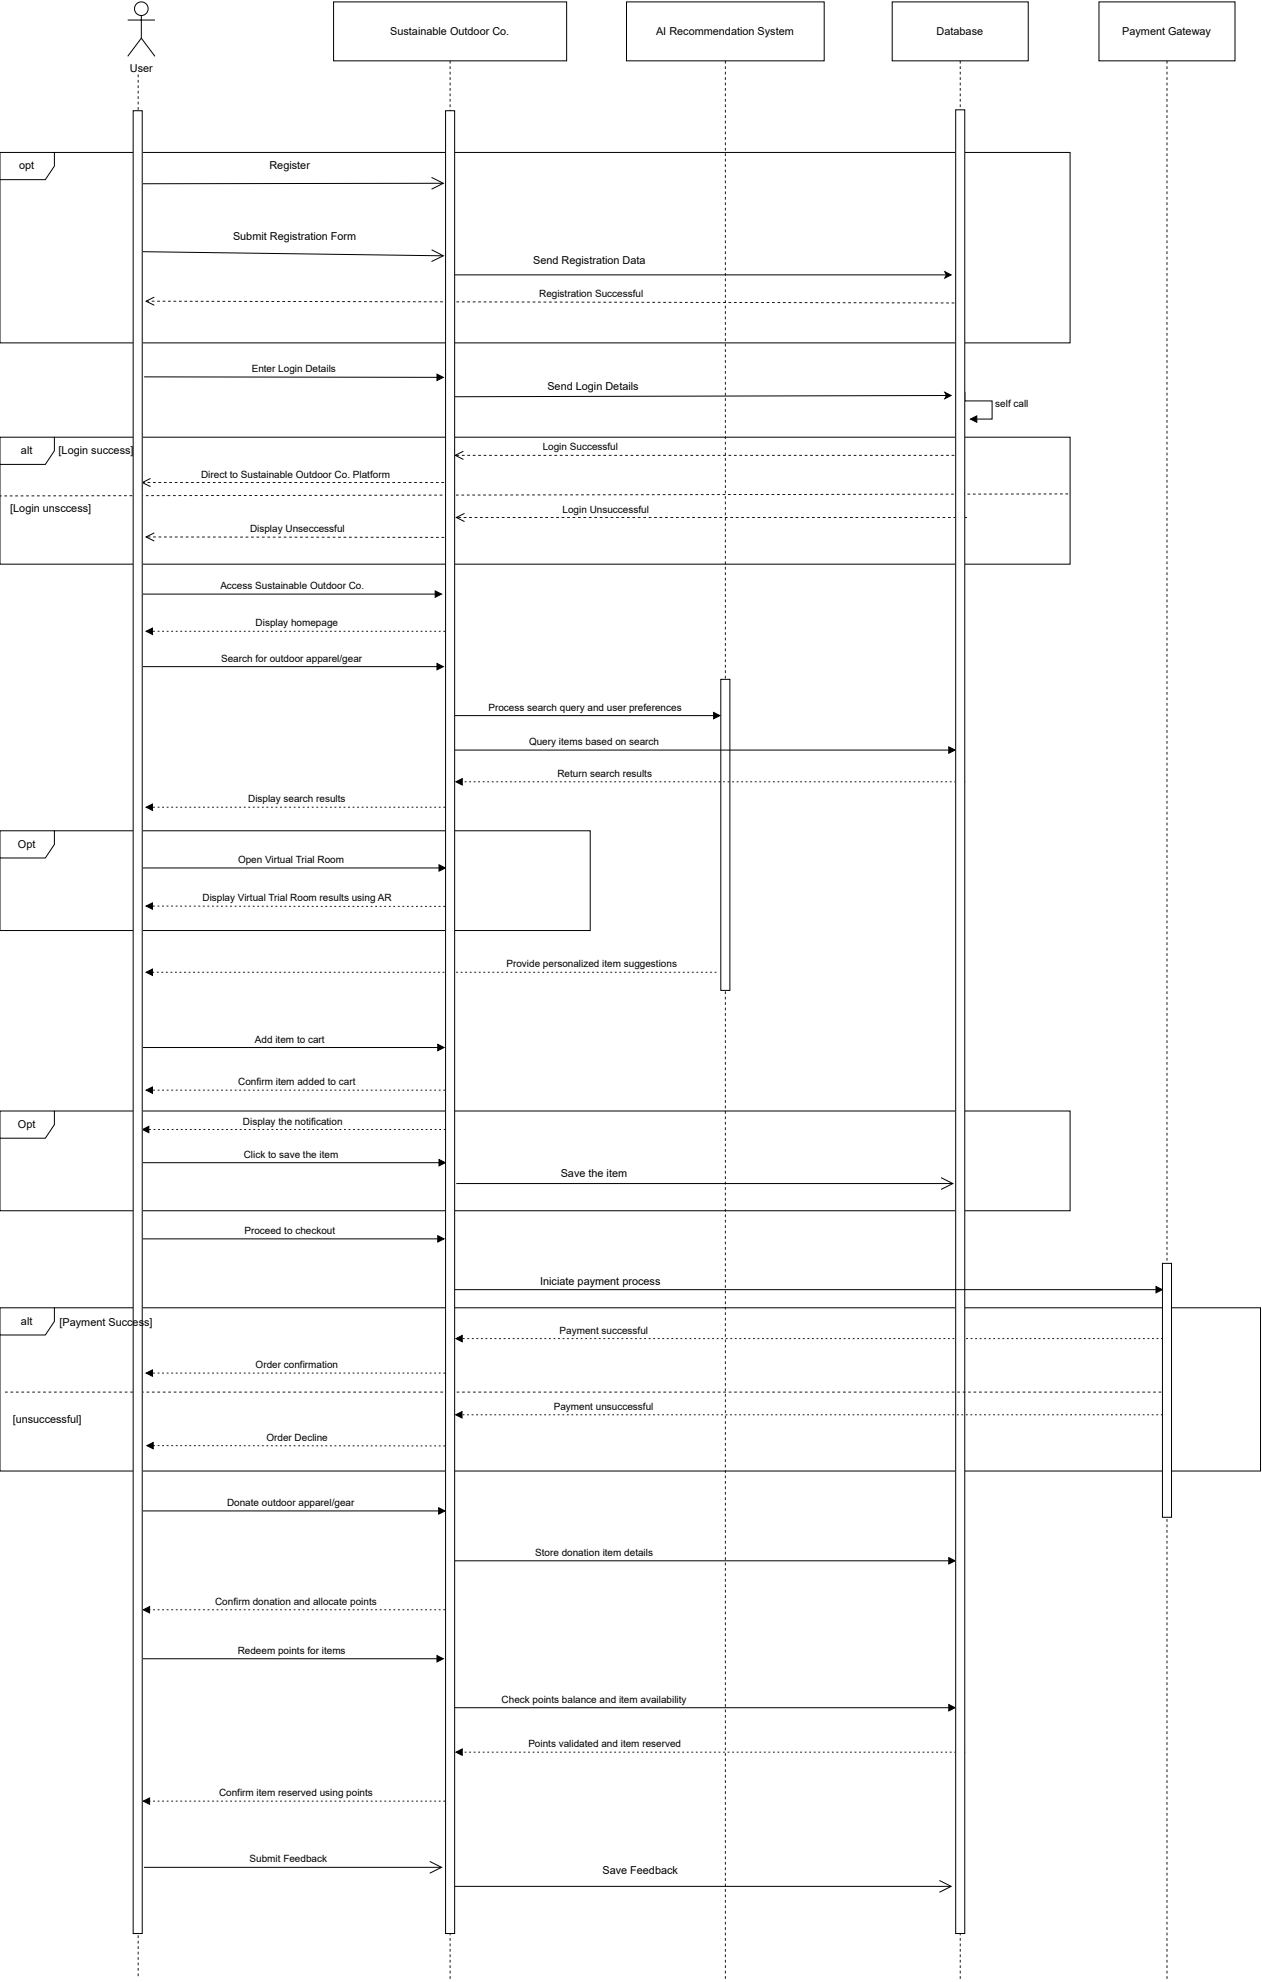 User
Sustainable Outdoor Co.
AI Recommendation System
Database
Payment Gateway
opt
Register
Submit Registration Form
Send Registration Data
Registration Successful
Enter Login Details
Send Login Details
self call
alt
[Login success]
Login Successful
Direct to Sustainable Outdoor Co. Platform
[Login unsccess]
Login Unsuccessful
Display Unseccessful
Access Sustainable Outdoor Co.
Display homepage
Search for outdoor apparel/gear
Process search query and user preferences
Query items based on search
Return search results
Display search results
Opt
Open Virtual Trial Room
Display Virtual Trial Room results using AR
Provide personalized item suggestions
Add item to cart
Confirm item added to cart
Opt
Display the notification
Click to save the item
Save the item
Proceed to checkout
Iniciate payment process
alt
[Payment Success]
Payment successful
Order confirmation
Payment unsuccessful
[unsuccessful]
Order Decline
Donate outdoor apparel/gear
Store donation item details
Confirm donation and allocate points
Redeem points for items
Check points balance and item availability
Points validated and item reserved
Confirm item reserved using points
Submit Feedback
Save Feedback